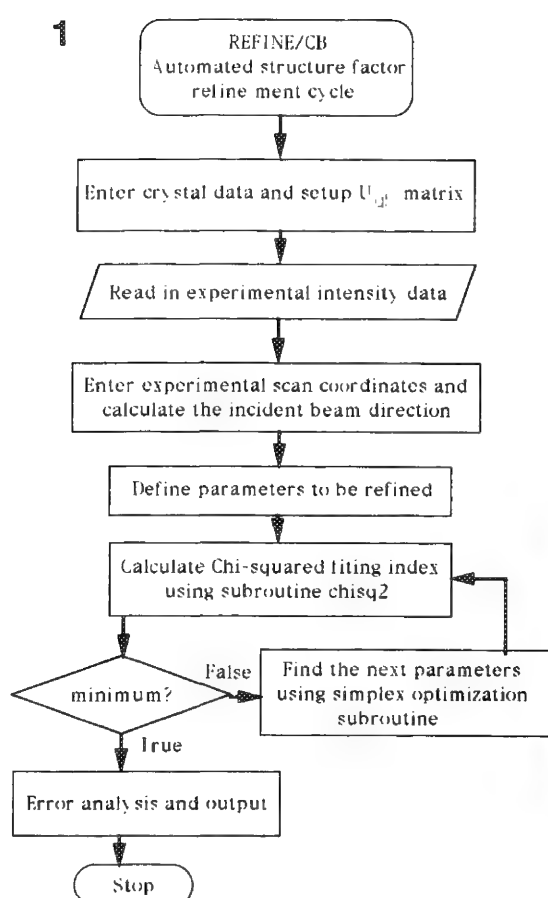 1
REFINE/CB
Automated structure factor
refine ment cycle
Enter crystal data and setup U matrix
Read in experimental intensity data
Enter experimental scan coordinates and
calculate the incident beam direction
Define parameters to be refined
Calculate Chi-squared fiting index
using subroutine chisq2
minimum?
False
Find the next parameters
using simplex optimization
subroutine
True
Error analysis and output
Stop